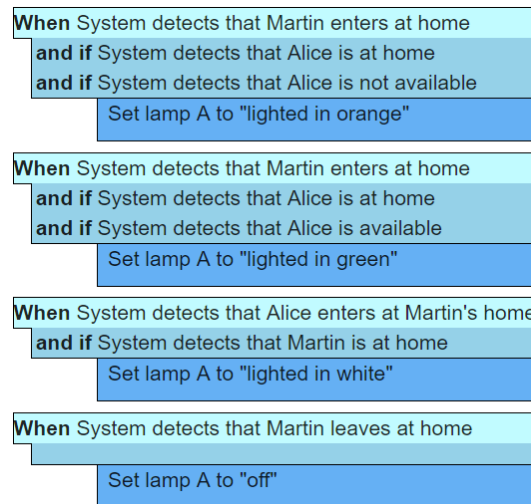 When System detects that Martin enters at home
and if System detects that Alice is at home
and if System detects that Alice is not available
Set lamp A to "lighted in orange"
When System detects that Martin enters at home
and if System detects that Alice is at home
and if System detects that Alice is available
Set lamp A to "lighted in green"
When System detects that Alice enters at Martin's home
and if System detects that Martin is at home
Set lamp A to "lighted in white"
When System detects that Martin leaves at home
Set lamp A to "off"